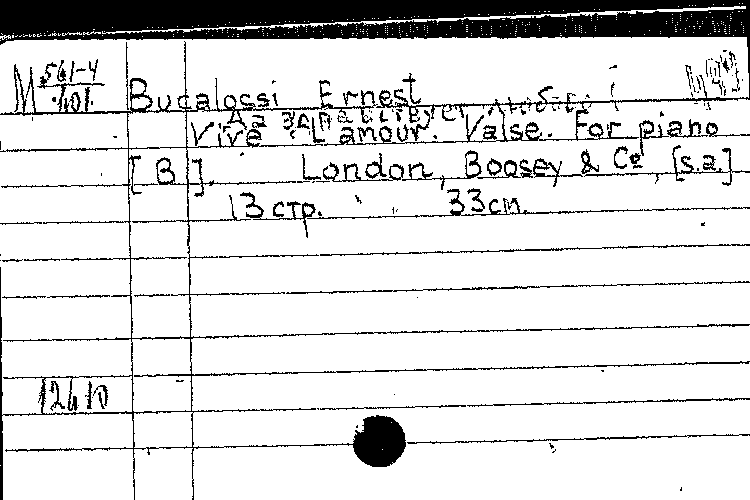 M 561-4
401.
Bucalossi Ernest
Да здравствует любовь!
Vive L'amour. Valse. For piano
[B]. London, Boosey & Co, [s.a.]
13 стр. 33 см.
12610